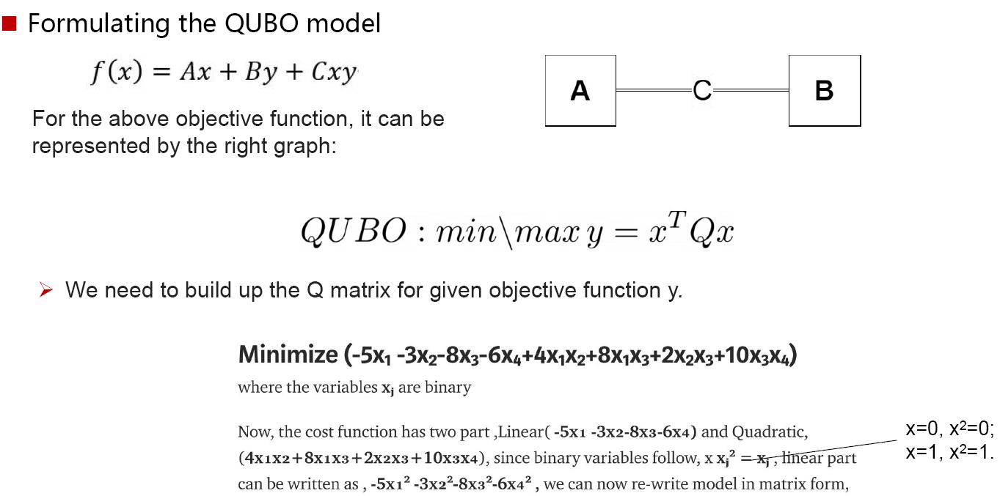 Formulating the QUBO model
f(x) = Ax + By + Cxy
A C B
For the above objective function, it can be
represented by the right graph:
QUBO : min\max y = x^T Qx
We need to build up the Q matrix for given objective function y.
Minimize (-5x₁ -3x₂-8x₃-6x₄+4x₁x₂+8x₁x₃+2x₂x₃+10x₃x₄)
where the variables xⱼ are binary
Now, the cost function has two part ,Linear( -5x1 -3x2-8x3-6x4) and Quadratic,
(4x1x2+8x1x3+2x2x3+10x3x4), since binary variables follow, x xⱼ² = xⱼ , linear part
can be written as , -5x1² -3x2²-8x3²-6x4² , we can now re-write model in matrix form,
x=0, x²=0;
x=1, x²=1.